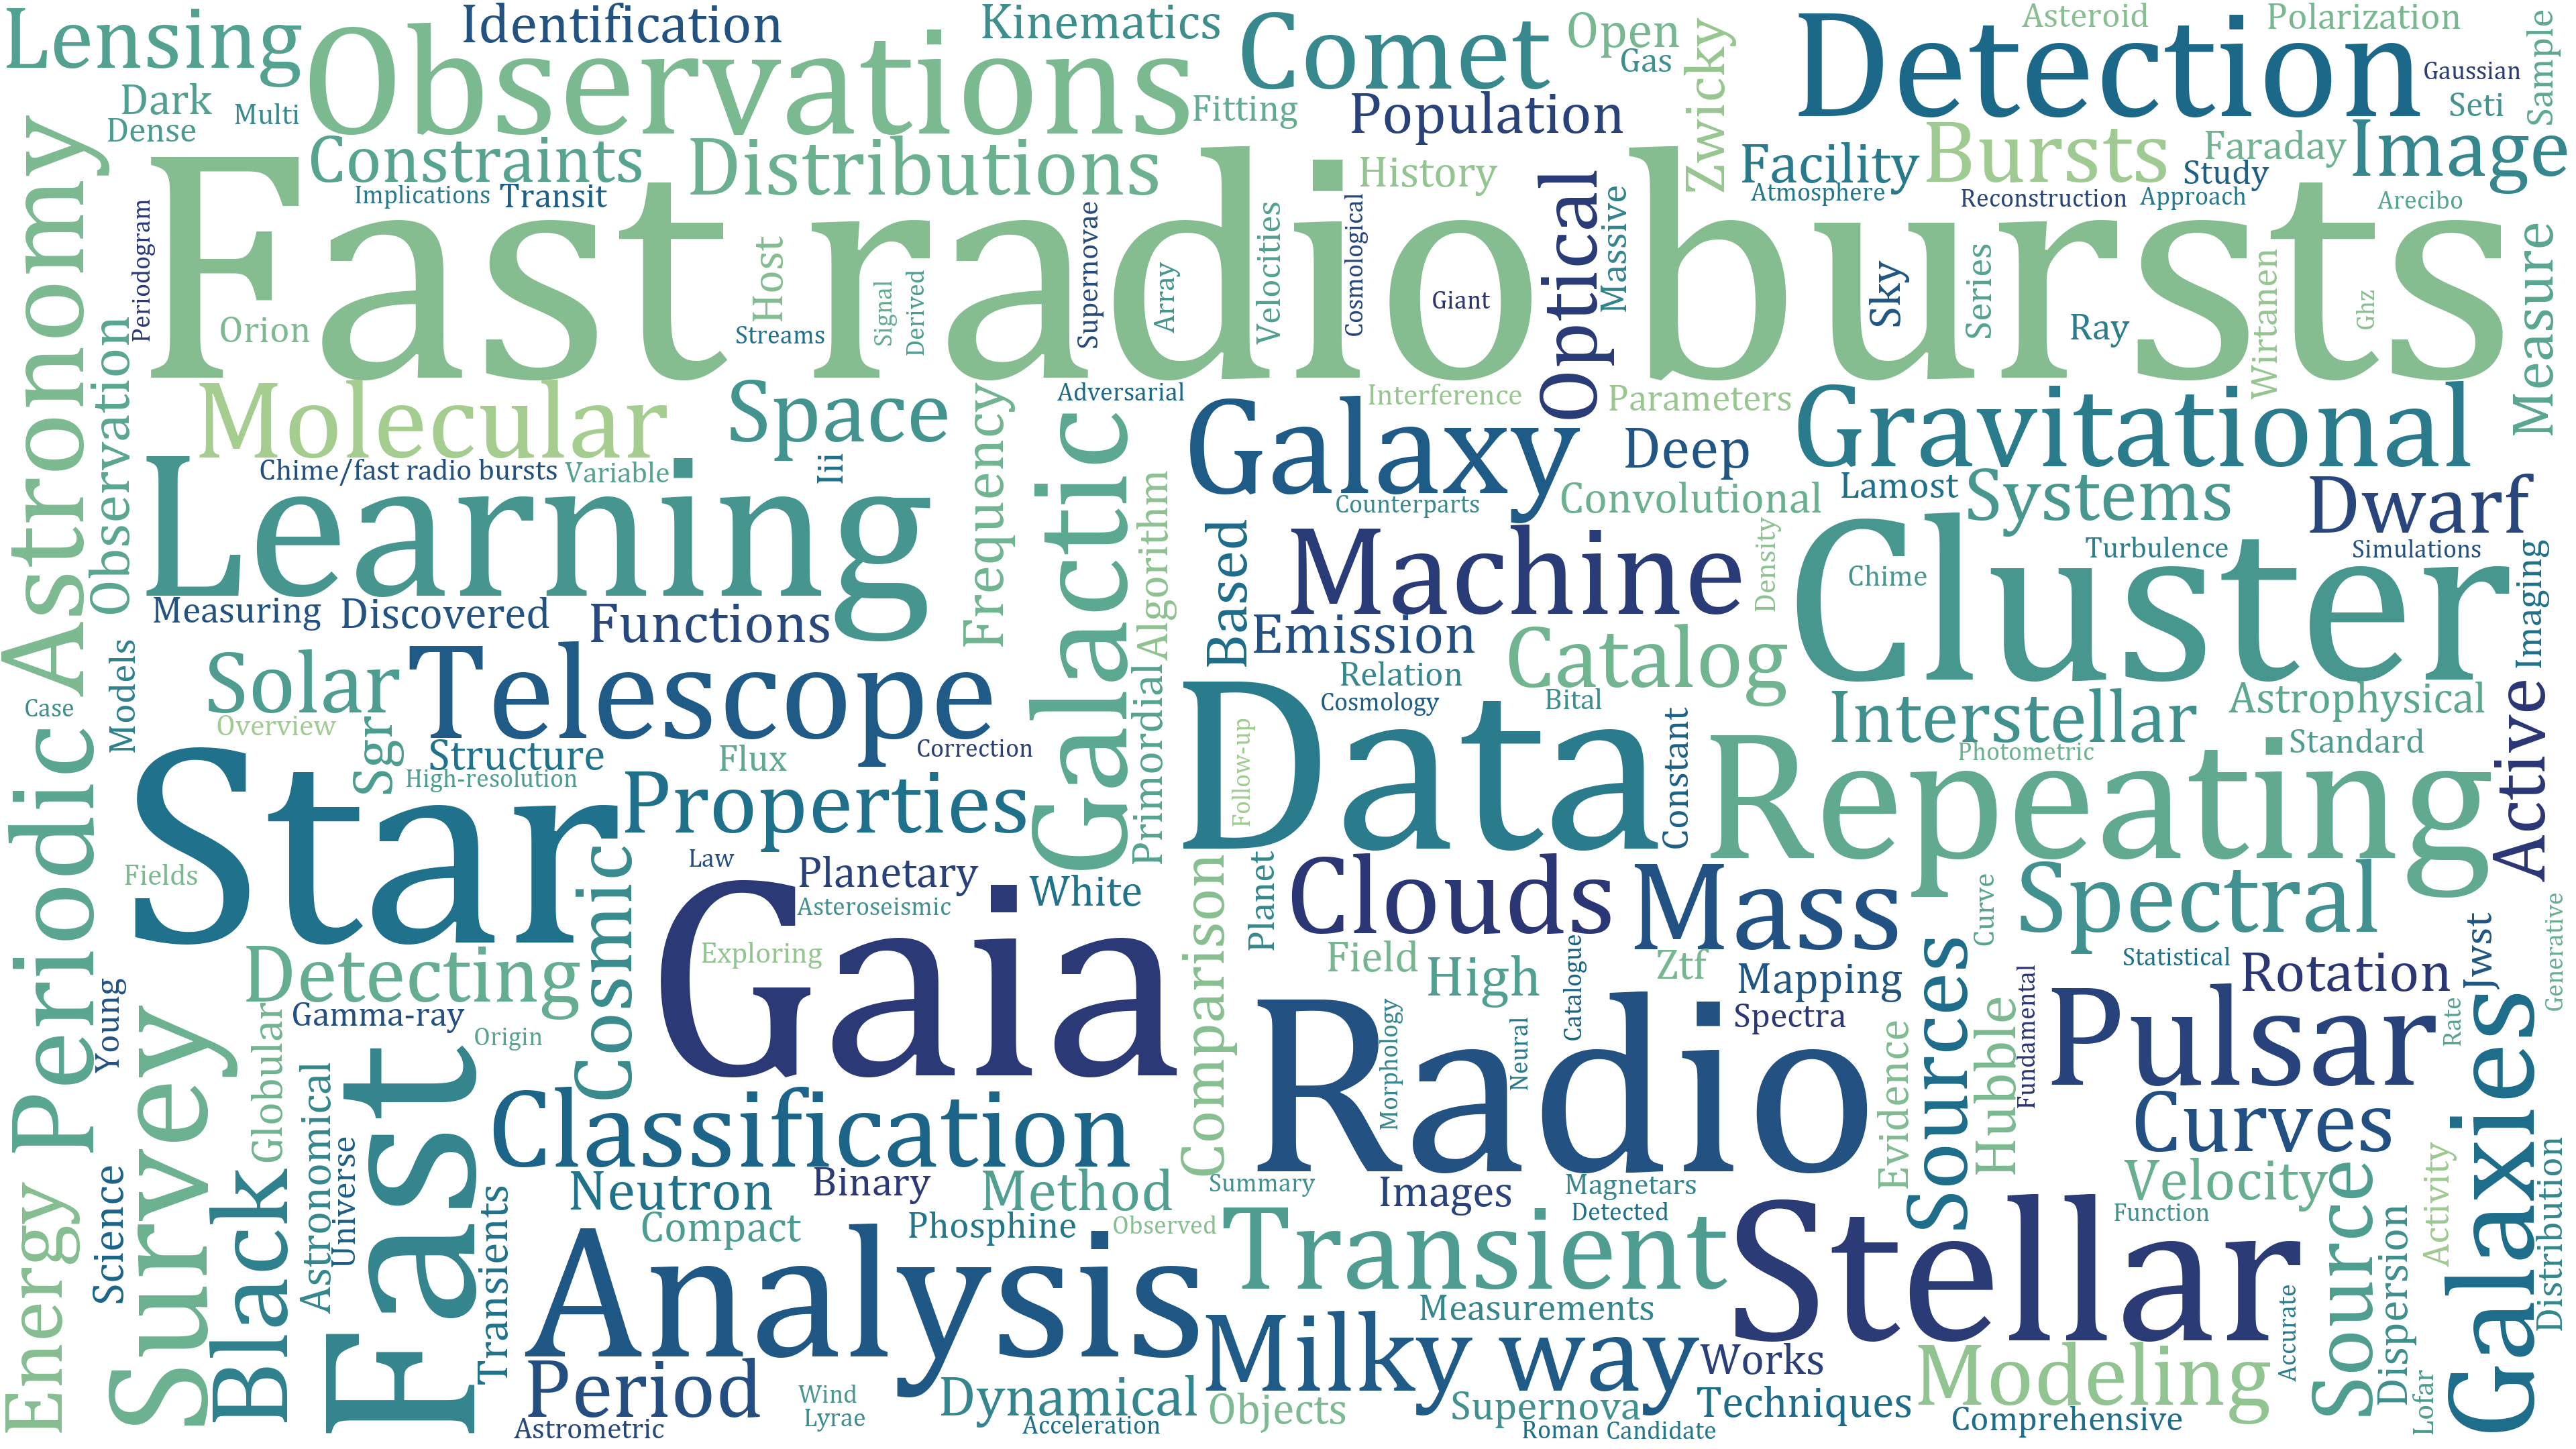 Lensing
Identification
Observations
Kinematics
Comet
Open
Gas
Zwicky
Detection
Asteroid
Polarization
Sample
Dark
Multi
Dense
Fitting
Population
Gaussian
Seti
Constraints
Distributions
History
Facility
Bursts
Faraday
Image
Implications
Transit
Atmosphere
Reconstruction
Study
Approach
Arecibo
Astronomy
Periodogram
Fast radio bursts
Supernovae
Velocities
Cosmological
Optical
Massive
Measure
Orion
Host
Streams
Signal
Derived
Array
Giant
Sky
Series
Ray
Wirtanen
Ghz
Observation
Molecular
Space
Frequency
Adversarial
Galactic
Galaxy
Interference
Parameters
Gravitational
Chime/fast radio bursts
Variable
Iii
Deep
Learning
Algorithm
Counterparts
Convolutional
Lamost
Systems
Dwarf
Based
Machine
Density
Cluster
Chime
Turbulence
Simulations
Imaging
Measuring
Discovered
Functions
Emission
Models
Solar
Telescope
Primordial
Relation
Catalog
Case
Overview
Sgr
Structure
High-resolution
Flux
Correction
Cosmology
Bital
Interstellar
Astrophysical
Periodic
Star
Properties
Data
Follow-up
Constant
Repeating
Photometric
Standard
Active
Fields
Cosmic
Law
Planetary
White
Asteroseismic
Comparison
Planet
Clouds
Mass
Curve
Spectral
Detecting
Gaia
Exploring
Field
High
Catalogue
Ztf
Mapping
Sources
Statistical
Rotation
Jwst
Generative
Young
Survey
Globular
Gamma-ray
Origin
Radio
Morphology
Neural
Spectra
Evidence
Hubble
Fundamental
Pulsar
Rate
Galaxies
Astronomical
Universe
Fast
Classification
Curves
Energy
Science
Black
Transients
Neutron
Binary
Method
Summary
Images
Magnetars
Detected
Velocity
Function
Source
Activity
Distribution
Compact
Phosphine
Observed
Analysis
Transient
Stellar
Measurements
Dispersion
Accurate
Period
Milky way
Works
Modeling
Lofar
Wind
Lyrae
Dynamical
Objects
Supernova
Techniques
Astrometric
Acceleration
Roman
Candidate
Comprehensive